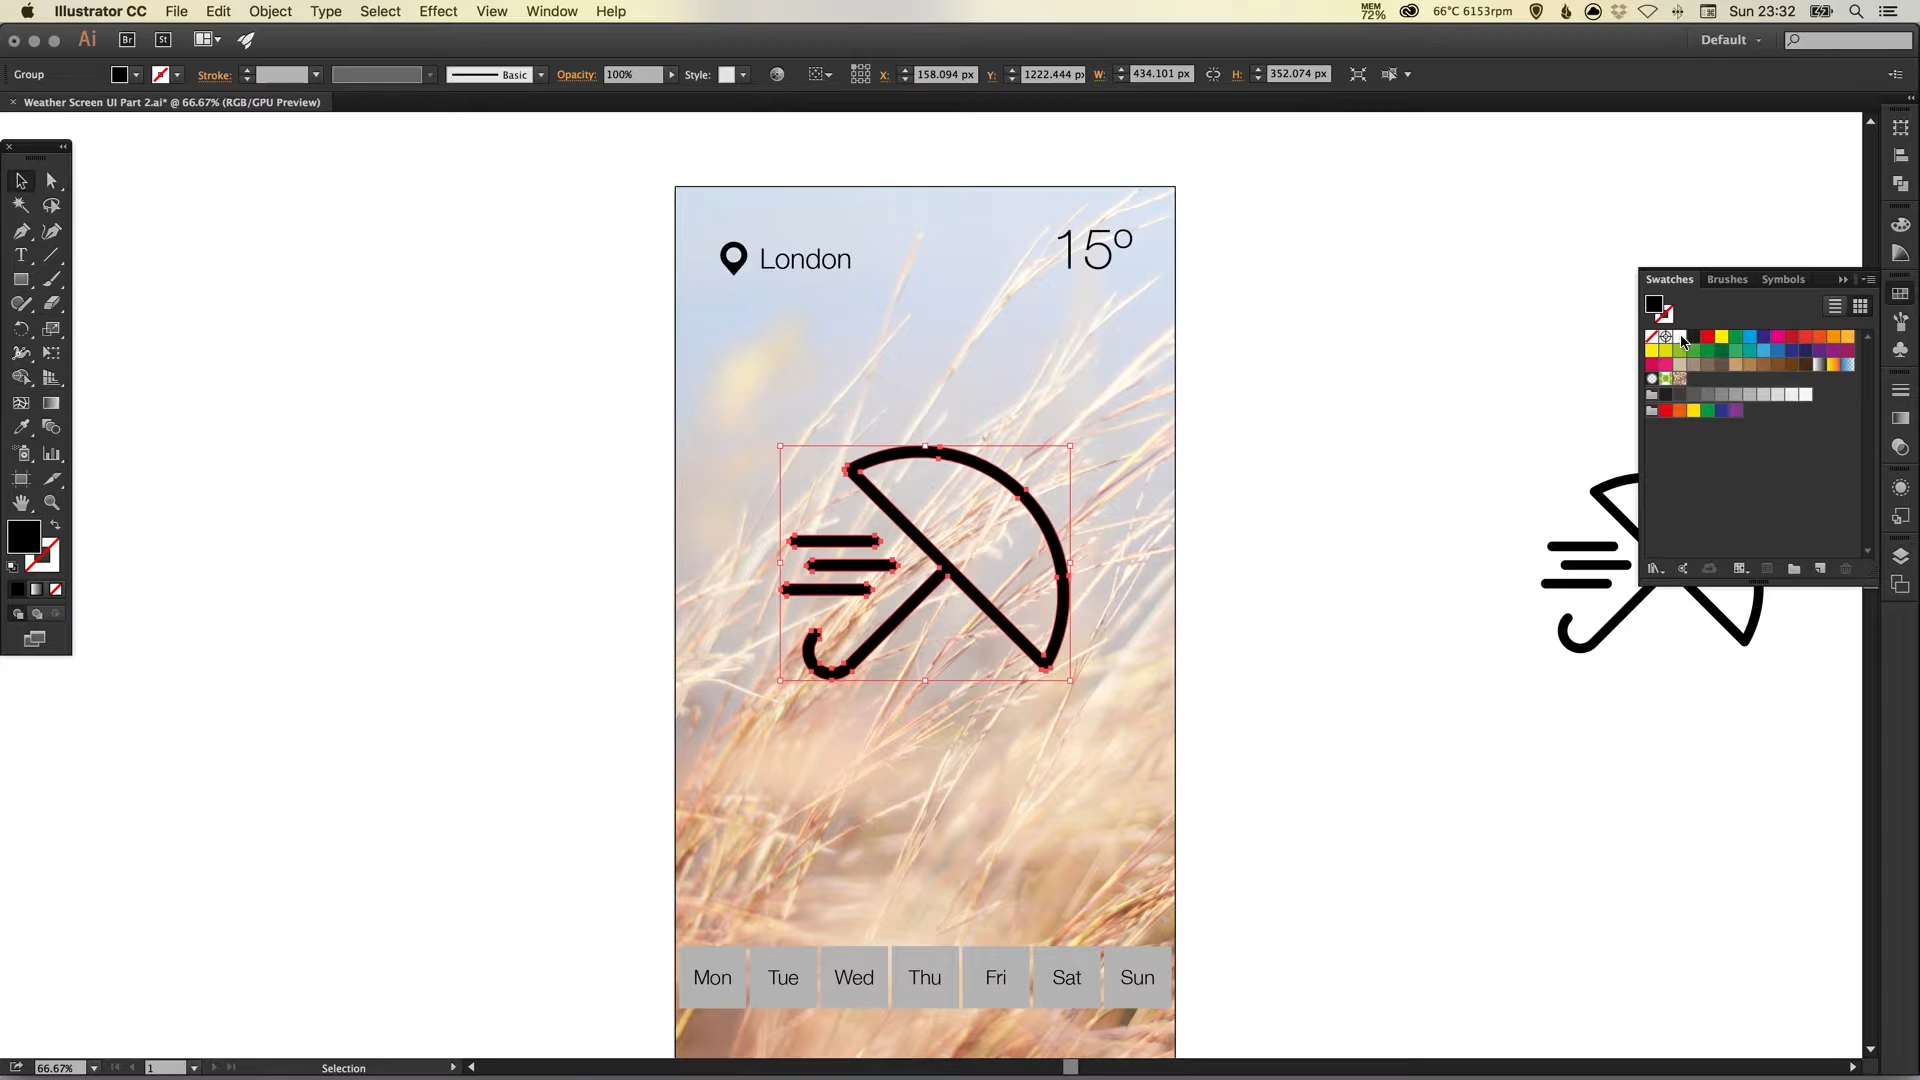 Illustrator CC File Edit Object Type Select Effect View Window Help
MEM 72% 66°C 6153rpm Sun 23:32
Ai Br St Default
Group Stroke: Basic Opacity: 100% Style: X: 158.094 px Y: 1222.444 px W: 434.101 px H: 352.074 px
× Weather Screen UI Part 2.ai* @ 66.67% (RGB/GPU Preview)
Swatches Brushes Symbols
London 15°
Mon Tue Wed Thu Fri Sat Sun
66.67% 1 Selection